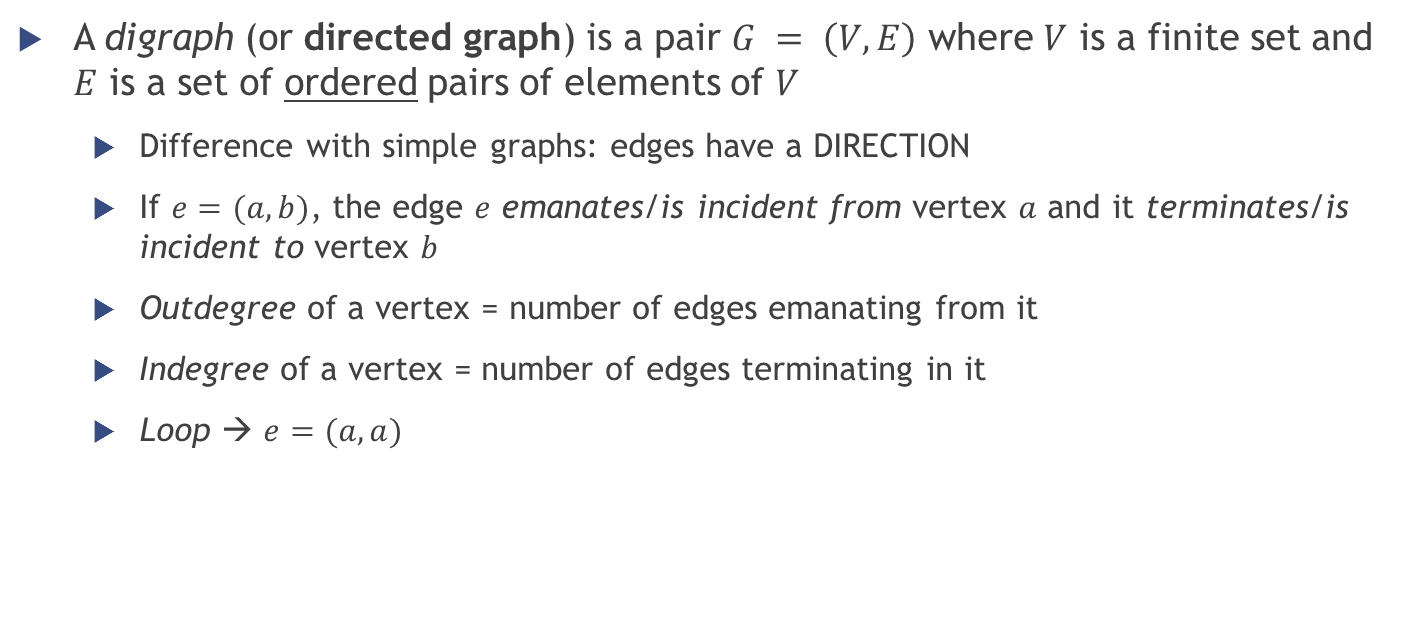 A digraph (or directed graph) is a pair G = (V, E) where V is a finite set and
E is a set of ordered pairs of elements of V
Difference with simple graphs: edges have a DIRECTION
If e = (a, b), the edge e emanates/is incident from vertex a and it terminates/is
incident to vertex b
Outdegree of a vertex = number of edges emanating from it
Indegree of a vertex = number of edges terminating in it
Loop → e = (a, a)